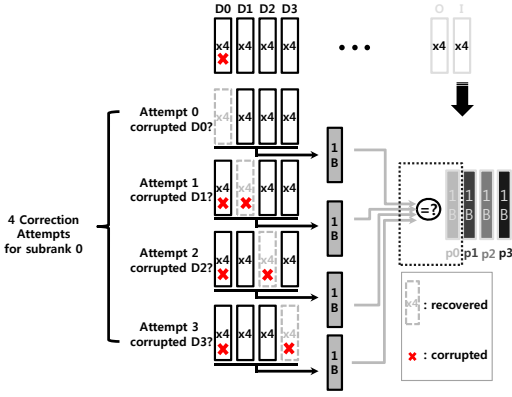 D0 D1 D2 D3 O I
x4 x4 x4 x4 • • • x4 x4
Attempt 0
corrupted D0?
x4 x4 x4 x4
1
B
Attempt 1
corrupted D1?
x4 x4 x4 x4
1
B
4 Correction
Attempts
for subrank 0
=?
1 1 1 1
B B B B
p0 p1 p2 p3
Attempt 2
corrupted D2?
x4 x4 x4 x4
1
B
x4 : recovered
Attempt 3
corrupted D3?
x4 x4 x4 x4
1
B
: corrupted